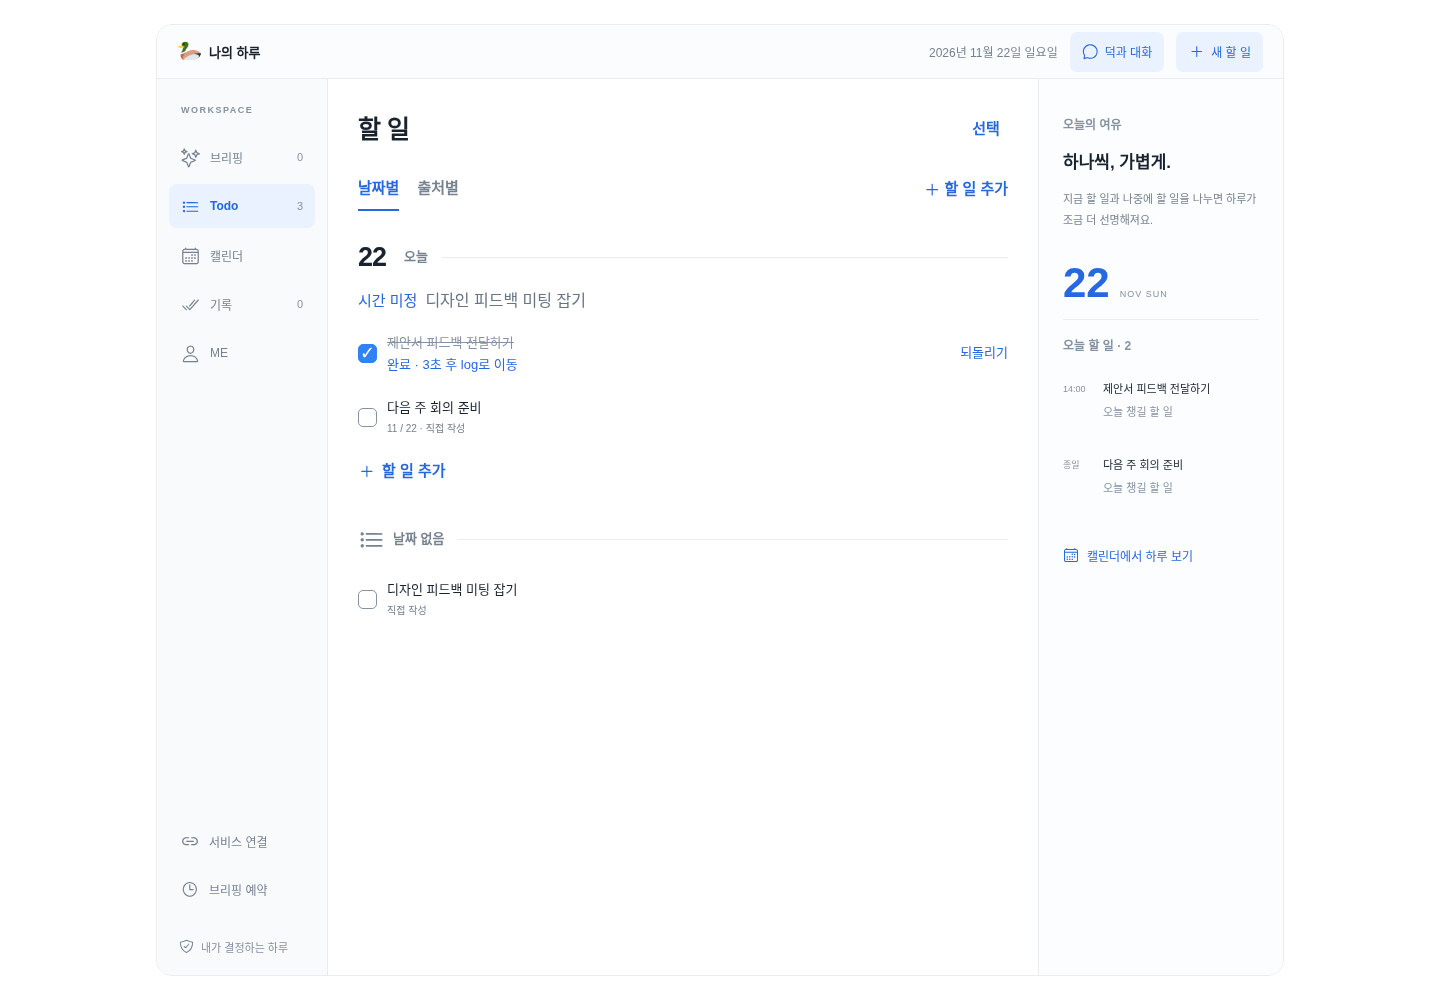 나의 하루
2026년 11월 22일 일요일
덕과 대화
새 할 일
WORKSPACE
브리핑 0
Todo 3
캘린더
기록 0
ME
서비스 연결
브리핑 예약
내가 결정하는 하루
할 일
선택
날짜별 출처별
할 일 추가
22 오늘
시간 미정 디자인 피드백 미팅 잡기
제안서 피드백 전달하기
완료 · 3초 후 log로 이동
되돌리기
다음 주 회의 준비
11 / 22 · 직접 작성
할 일 추가
날짜 없음
디자인 피드백 미팅 잡기
직접 작성
오늘의 여유
하나씩, 가볍게.
지금 할 일과 나중에 할 일을 나누면 하루가
조금 더 선명해져요.
22 NOV SUN
오늘 할 일 · 2
14:00 제안서 피드백 전달하기
오늘 챙길 할 일
종일 다음 주 회의 준비
오늘 챙길 할 일
캘린더에서 하루 보기